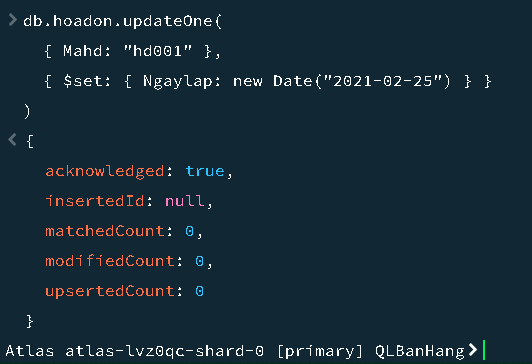 > db.hoadon.updateOne(
{ Mahd: "hd001" },
{ $set: { Ngaylap: new Date("2021-02-25") } }
)
< {
acknowledged: true,
insertedId: null,
matchedCount: 0,
modifiedCount: 0,
upsertedCount: 0
}
Atlas atlas-lvz0qc-shard-0 [primary] QLBanHang>